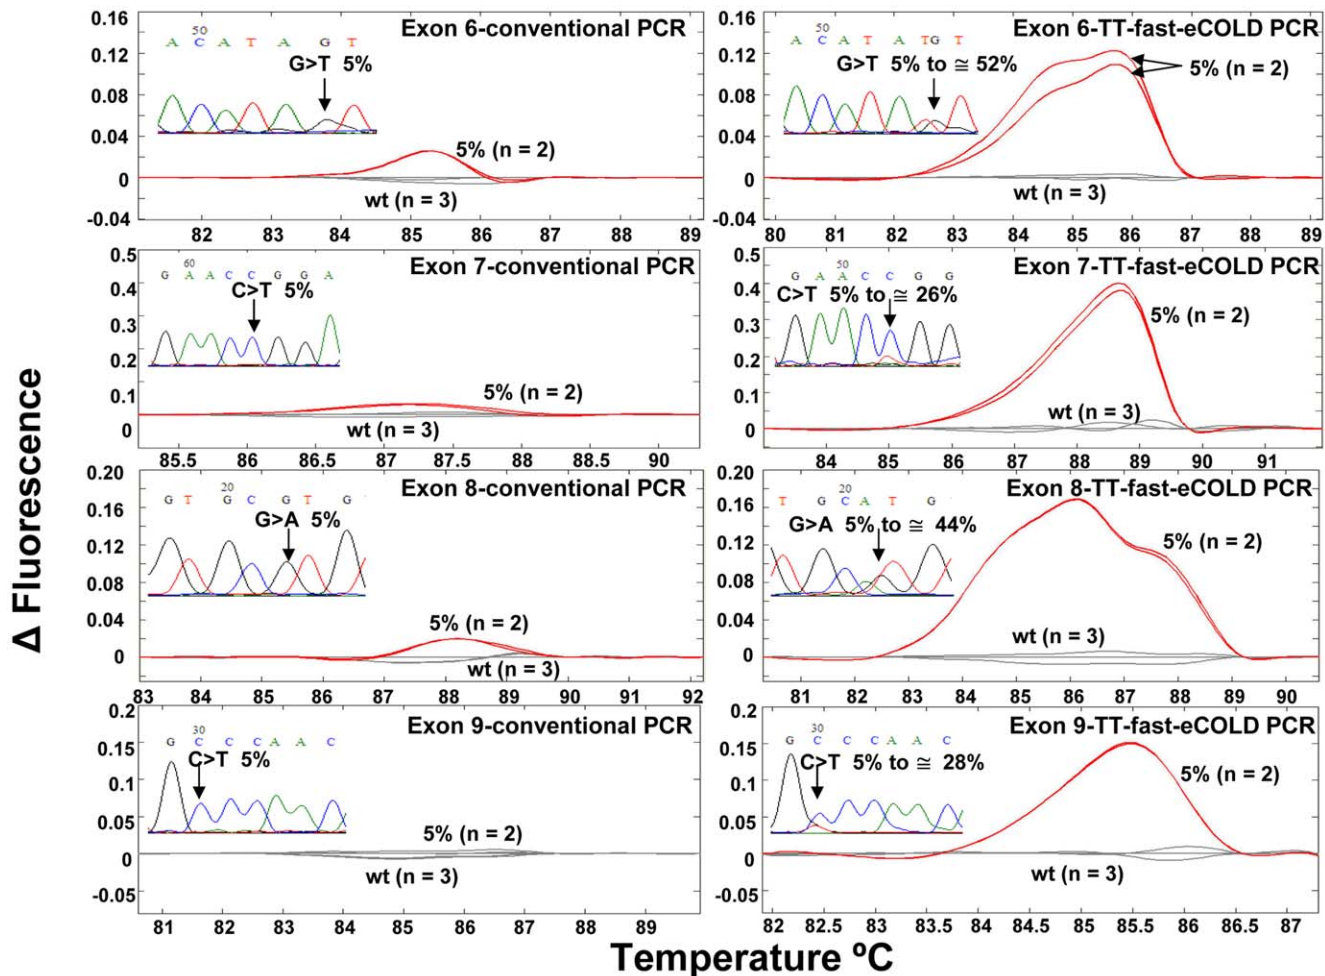 Δ Fluorescence
Exon 6-conventional PCR
50
A C A T A G T
G>T 5%
5% (n = 2)
wt (n = 3)
0.16
0.12
0.08
0.04
0
-0.04
82 83 84 85 86 87 88 89
Exon 6-TT-fast-eCOLD PCR
50
A C A T A TG T
G>T 5% to ≅ 52%
5% (n = 2)
wt (n = 3)
80 81 82 83 84 85 86 87 88 89
Exon 7-conventional PCR
60
G A A C C G G A
C>T 5%
5% (n = 2)
wt (n = 3)
0.5
0.4
0.3
0.2
0.1
0
85.5 86 86.6 87 87.5 88 88.5 89 90
Exon 7-TT-fast-eCOLD PCR
50
G A A C C G G
C>T 5% to ≅ 26%
5% (n = 2)
wt (n = 3)
84 85 86 87 88 89 90 91
Exon 8-conventional PCR
20
G T G C G T G
G>A 5%
5% (n = 2)
wt (n = 3)
0.20
0.16
0.12
0.08
0.04
0
83 84 85 86 87 88 89 90 91 92
Exon 8-TT-fast-eCOLD PCR
20
T G C A T G
G>A 5% to ≅ 44%
5% (n = 2)
wt (n = 3)
81 82 83 84 85 86 87 88 89 90
Exon 9-conventional PCR
30
G C C C A A C
C>T 5%
5% (n = 2)
wt (n = 3)
0.2
0.15
0.1
0.05
0
-0.05
81 82 83 84 85 86 87 88 89
Exon 9-TT-fast-eCOLD PCR
30
G C C C A A C
C>T 5% to ≅ 28%
5% (n = 2)
wt (n = 3)
82 82.5 83 83.5 84 84.5 85 85.5 86 86.5 87
Temperature ºC